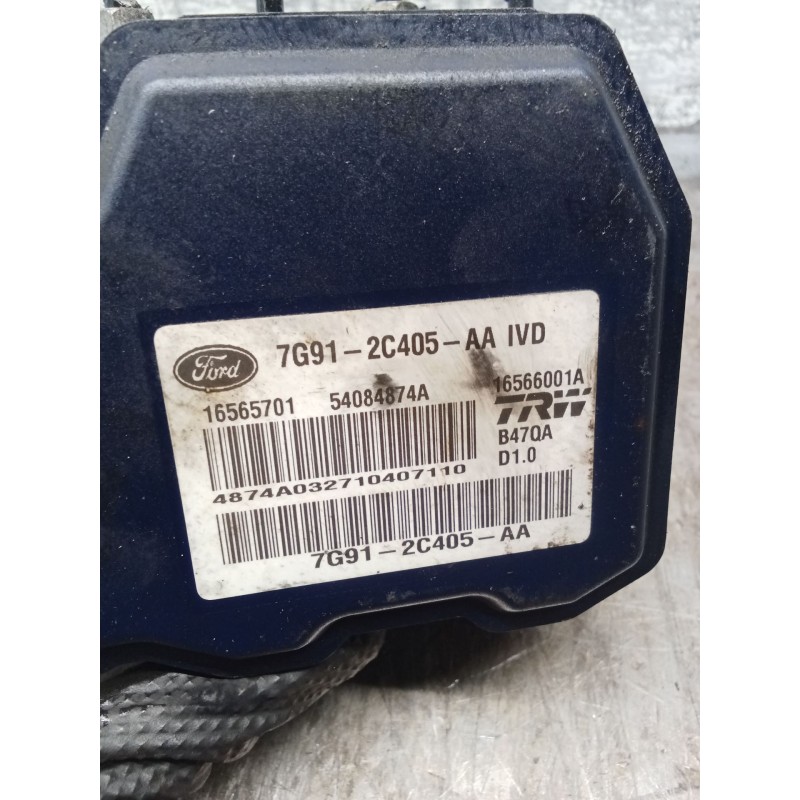 Ford 7G91-2C405-AA IVD
16565701 54084874A 16566001A
TRW
B47QA
4874A032710407110 D1.0
7G91-2C405-AA